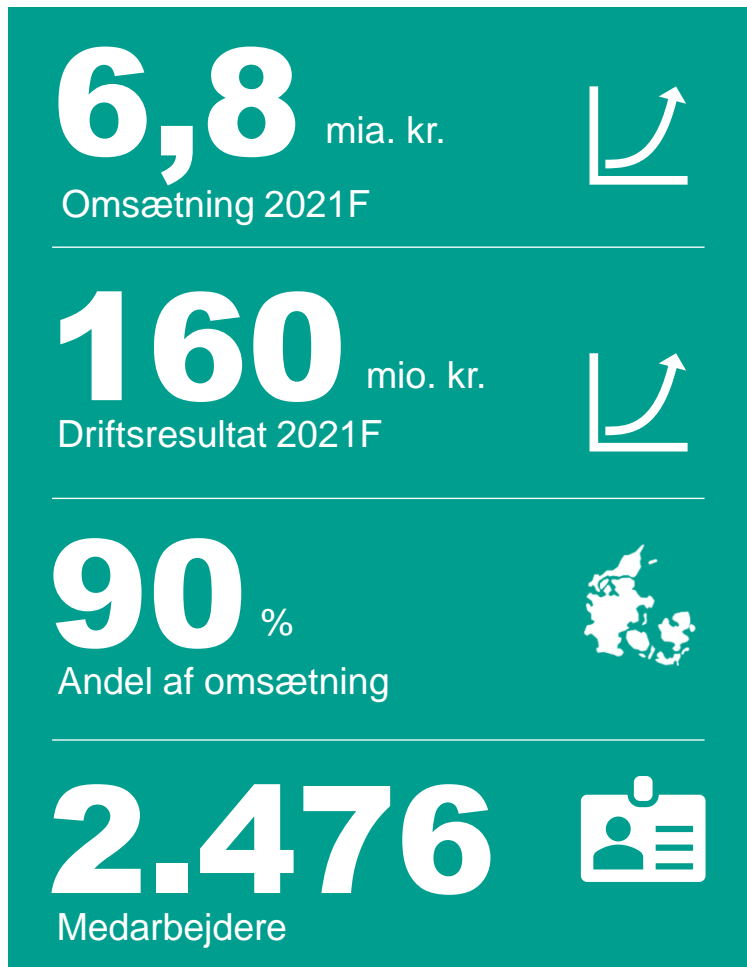 6,8 mia. kr.
Omsætning 2021F
160 mio. kr.
Driftsresultat 2021F
90 %
Andel af omsætning
2.476
Medarbejdere